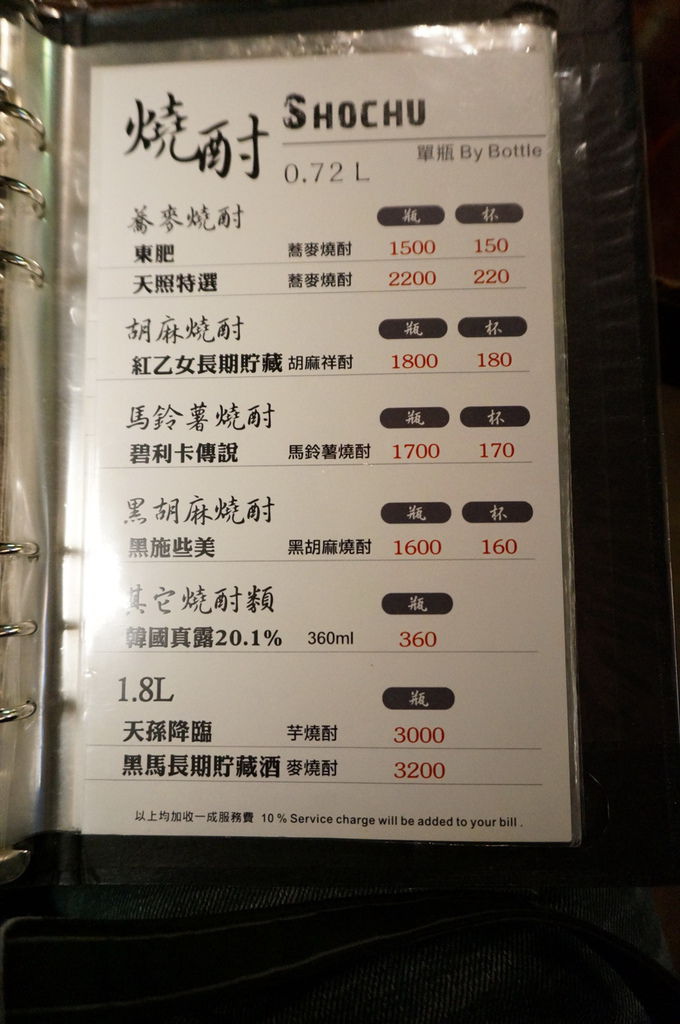 燒酎 SHOCHU
單瓶 By Bottle
0.72 L
蕎麥燒酎 瓶 杯
東肥 蕎麥燒酎 1500 150
天照特選 蕎麥燒酎 2200 220
胡麻燒酎 瓶 杯
紅乙女長期貯藏 胡麻祥酎 1800 180
馬鈴薯燒酎 瓶 杯
碧利卡傳說 馬鈴薯燒酎 1700 170
黑胡麻燒酎 瓶 杯
黑施些美 黑胡麻燒酎 1600 160
其它燒酎類 瓶
韓國真露20.1% 360ml 360
1.8L 瓶
天孫降臨 芋燒酎 3000
黑馬長期貯藏酒 麥燒酎 3200
以上均加收一成服務費 10% Service charge will be added to your bill.